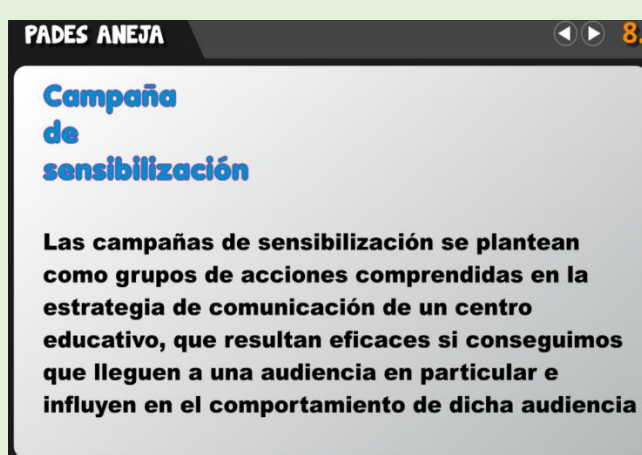 PADES ANEJA
8.
Campaña
de
sensibilización
Las campañas de sensibilización se plantean
como grupos de acciones comprendidas en la
estrategia de comunicación de un centro
educativo, que resultan eficaces si conseguimos
que lleguen a una audiencia en particular e
influyen en el comportamiento de dicha audiencia